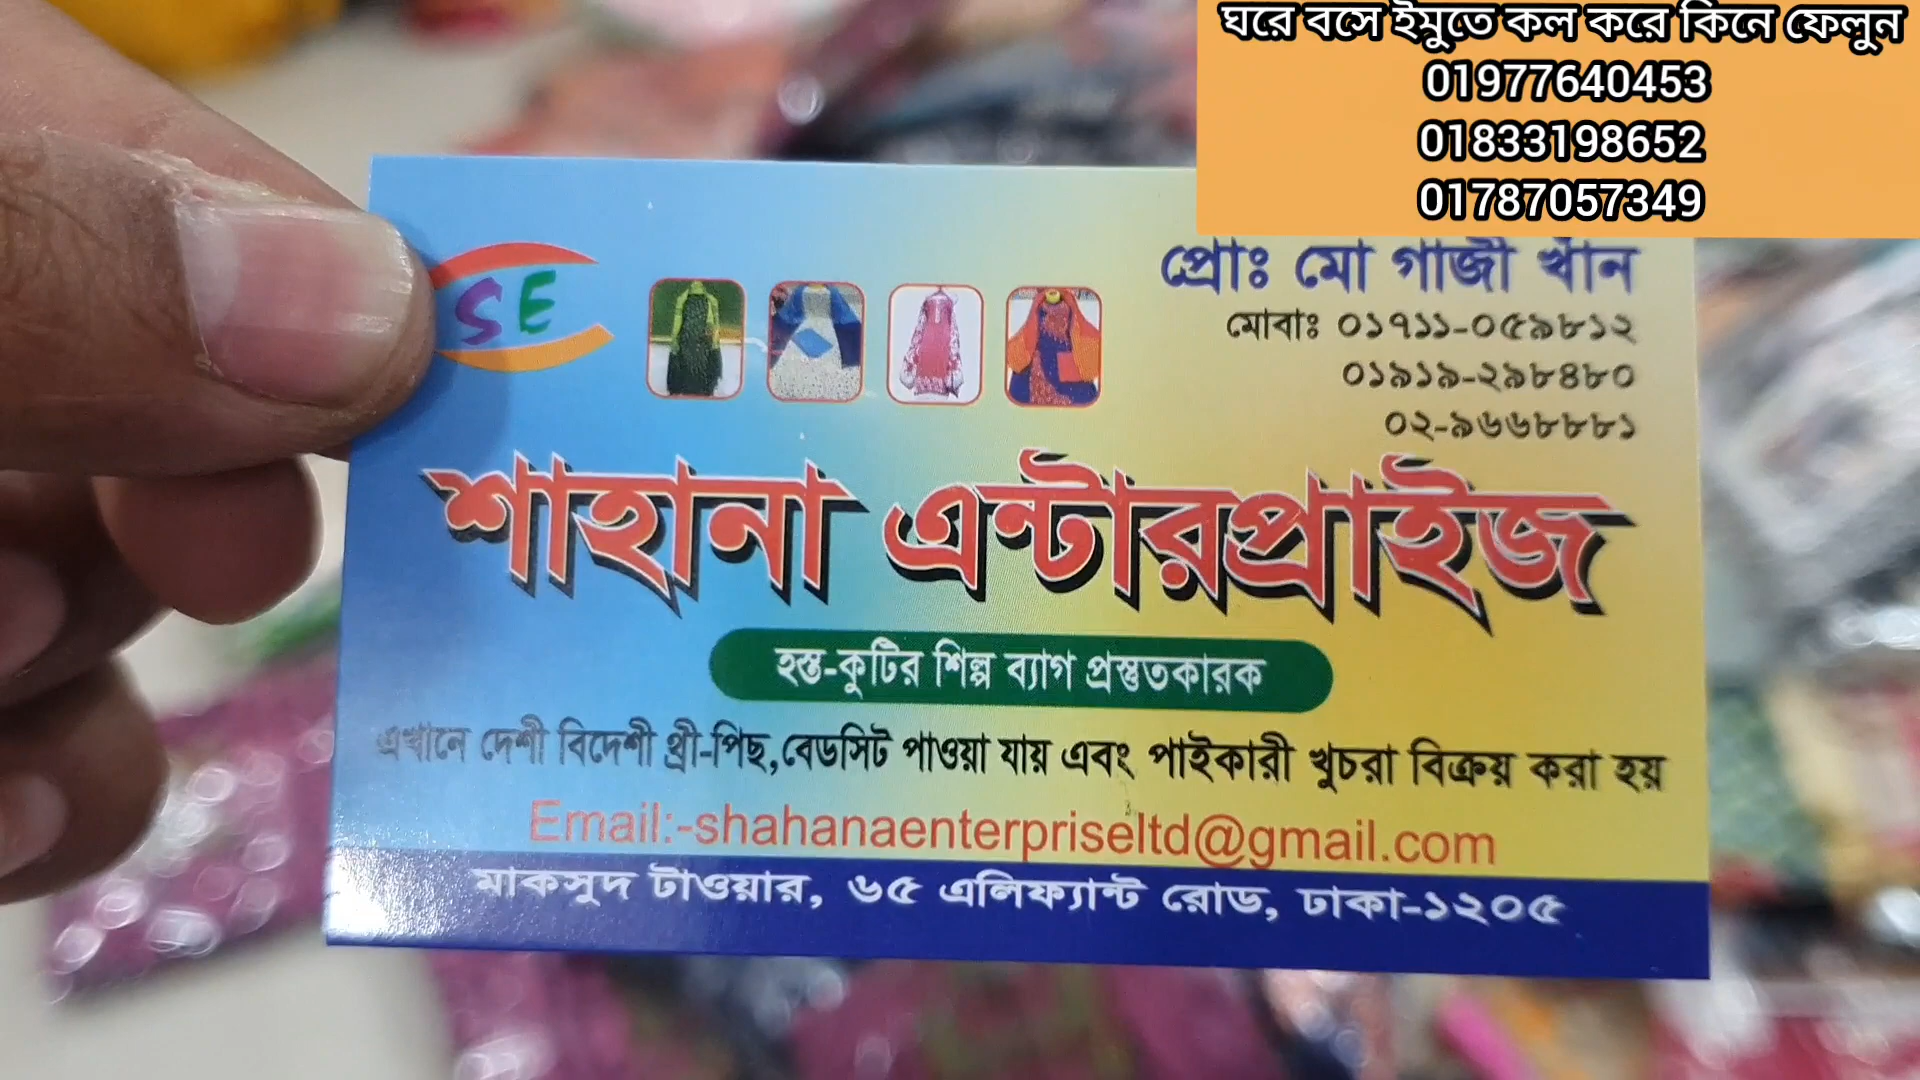 ঘরে বসে ইমুতে কল করে কিনে ফেলুন
01977640453
01833198652
01787057349
SE
প্রোঃ মো গাজী খাঁন
মোবাঃ ০১৭১১-০৫৯৮১২
০১৯১৯-২৯৮৪৮০
০২-৯৬৬৮৮৮১
শাহানা এন্টারপ্রাইজ
হস্ত-কুটির শিল্প ব্যাগ প্রস্তুতকারক
এখানে দেশী বিদেশী থ্রী-পিছ,বেডসিট পাওয়া যায় এবং পাইকারী খুচরা বিক্রয় করা হয়
Email:-shahanaenterpriseltd@gmail.com
মাকসুদ টাওয়ার, ৬৫ এলিফ্যান্ট রোড, ঢাকা-১২০৫